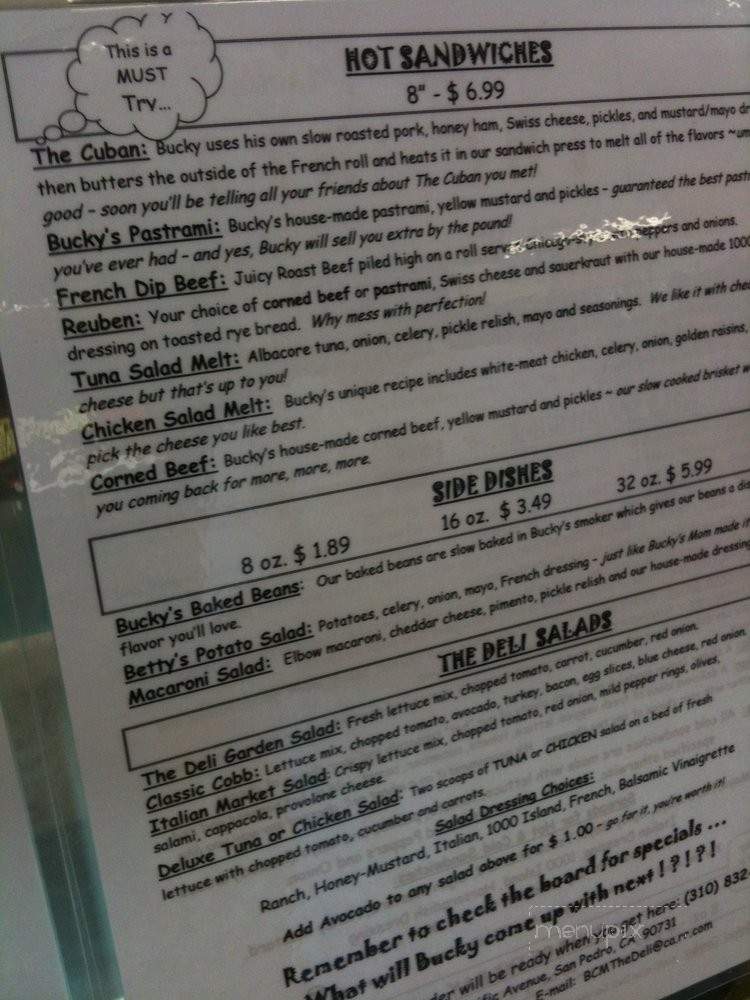 This is a
MUST
Try...
HOT SANDWICHES
8" - $ 6.99
The Cuban: Bucky uses his own slow roasted pork, honey ham, Swiss cheese, pickles, and mustard/mayo
then butters the outside of the French roll and heats it in our sandwich press to melt all of the flavors
good - soon you'll be telling all your friends about The Cuban you met!
Bucky's Pastrami: Bucky's house-made pastrami, yellow mustard and pickles - guaranteed the best
you've ever had - and yes, Bucky will sell you extra by the pound!
French Dip Beef: Juicy Roast Beef piled high on a roll peppers and onions.
Reuben: Your choice of corned beef or pastrami, Swiss cheese and sauerkraut with our house-made
dressing on toasted rye bread. Why mess with perfection!
Tuna Salad Melt: Albacore tuna, onion, celery, pickle relish, mayo and seasonings. We like it with
cheese but that's up to you!
Chicken Salad Melt: Bucky's unique recipe includes white-meat chicken, celery, onion, golden raisins,
pick the cheese you like best.
Corned Beef: Bucky's house-made corned beef, yellow mustard and pickles ~ our slow cooked brisket
you coming back for more, more, more.
SIDE DISHES
8 oz. $ 1.89 16 oz. $ 3.49 32 oz. $ 5.99
Bucky's Baked Beans: Our baked beans are slow baked in Bucky's smoker which gives our beans a
flavor you'll love.
Betty's Potato Salad: Potatoes, celery, onion, mayo, French dressing - just like Bucky's Mom made it
Macaroni Salad: Elbow macaroni, cheddar cheese, pimento, pickle relish and our house-made dressing
THE DELI SALADS
The Deli Garden Salad: Fresh lettuce mix, chopped tomato, carrot, cucumber, red onion.
Classic Cobb: Lettuce mix, chopped tomato, avocado, turkey, bacon, egg slices, blue cheese, red onion.
Italian Market Salad: Crispy lettuce mix, chopped tomato, red onion, mild pepper rings, olives,
salami, cappacola, provolone cheese.
Deluxe Tuna or Chicken Salad: Two scoops of TUNA or CHICKEN salad on a bed of fresh
lettuce with chopped tomato, cucumber and carrots.
Salad Dressing Choices:
Ranch, Honey-Mustard, Italian, 1000 Island, French, Balsamic Vinaigrette
Add Avocado to any salad above for $ 1.00 - go for it, you're worth it!
Remember to check the board for specials ...
What will Bucky come up with next ! ? ! ? !
will be ready when you get here: (310) 832
Avenue, San Pedro, CA 90731
E-mail: BCMTheDeli@ca.rr.com
menupix